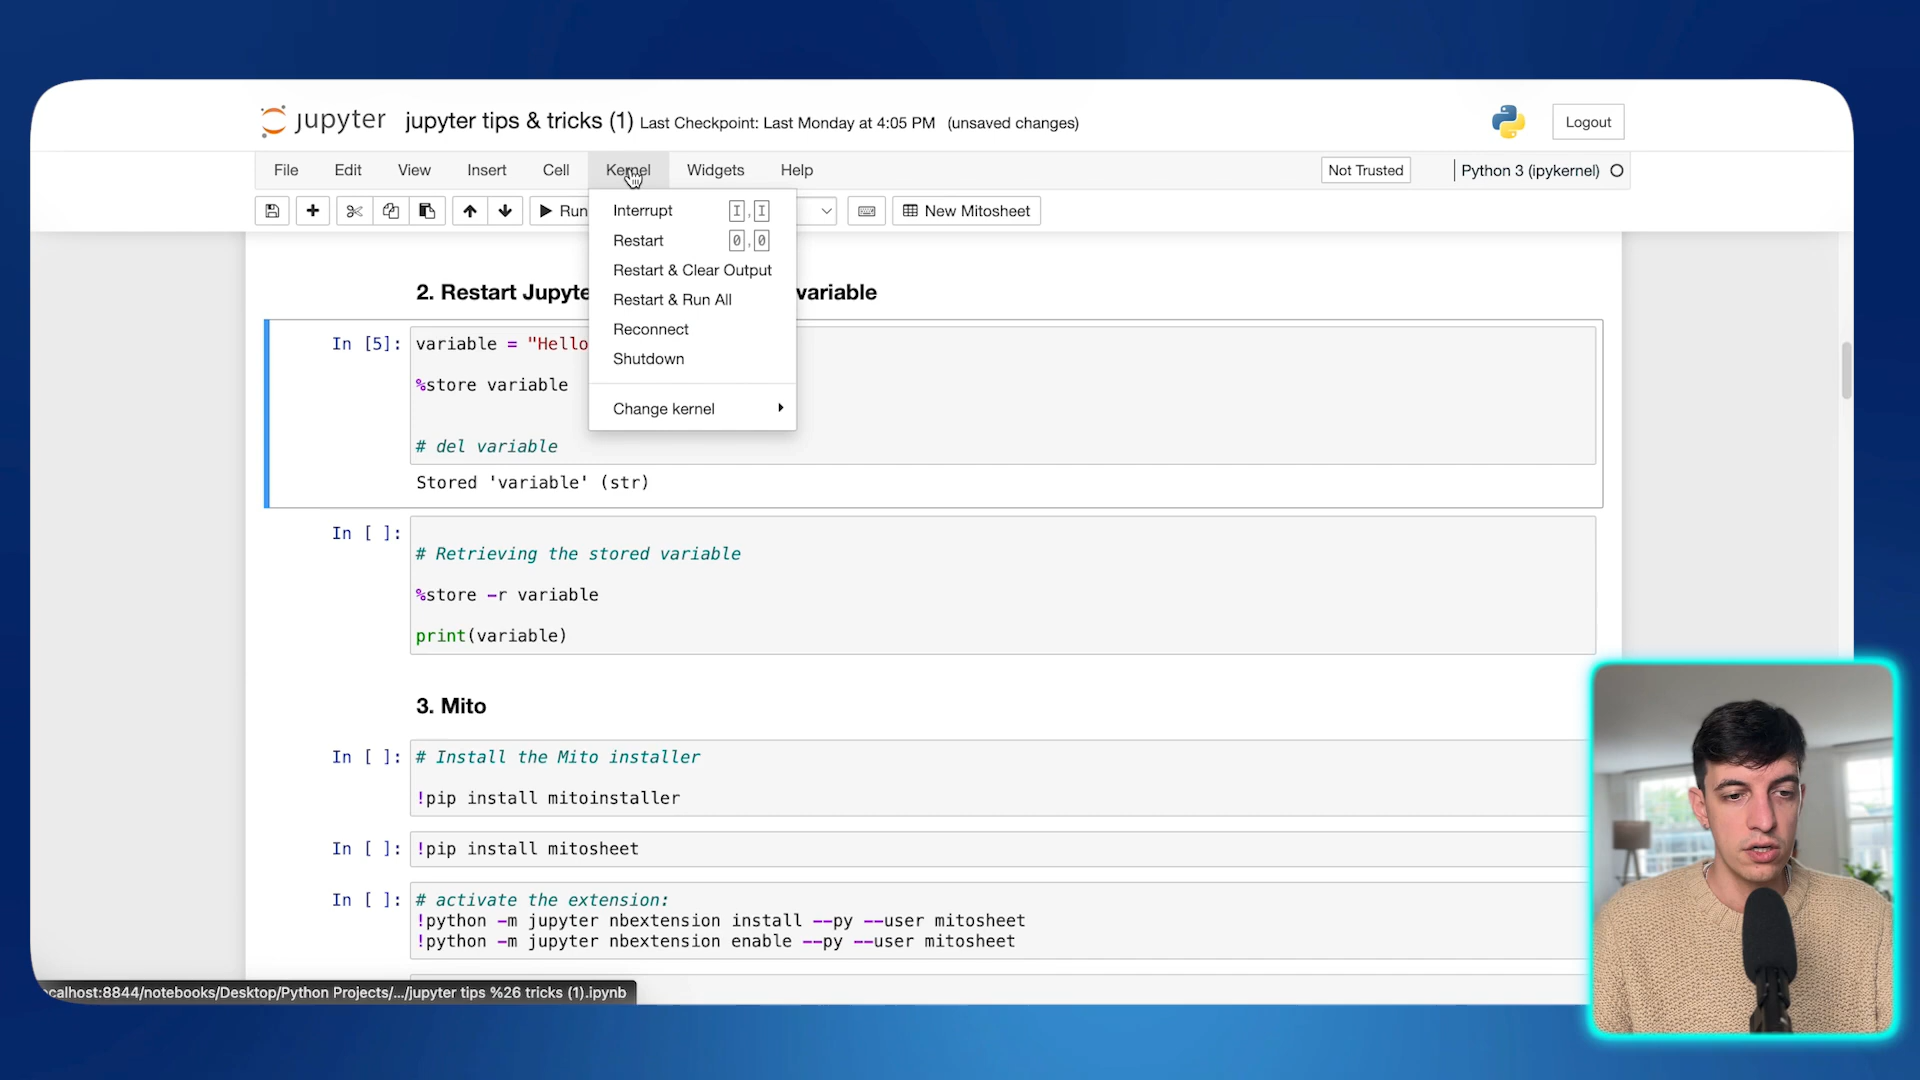 jupyter jupyter tips & tricks (1) Last Checkpoint: Last Monday at 4:05 PM (unsaved changes) Logout
File Edit View Insert Cell Kernel Widgets Help Not Trusted Python 3 (ipykernel)
Run New Mitosheet
Interrupt I,I
Restart 0,0
Restart & Clear Output
Restart & Run All
Reconnect
Shutdown
Change kernel
2. Restart Jupyte variable
In [5]: variable = "Hello
%store variable
# del variable
Stored 'variable' (str)
In [ ]:
# Retrieving the stored variable
%store -r variable
print(variable)
3. Mito
In [ ]: # Install the Mito installer
!pip install mitoinstaller
In [ ]: !pip install mitosheet
In [ ]: # activate the extension:
!python -m jupyter nbextension install --py --user mitosheet
!python -m jupyter nbextension enable --py --user mitosheet
ocalhost:8844/notebooks/Desktop/Python Projects/.../jupyter tips %26 tricks (1).ipynb